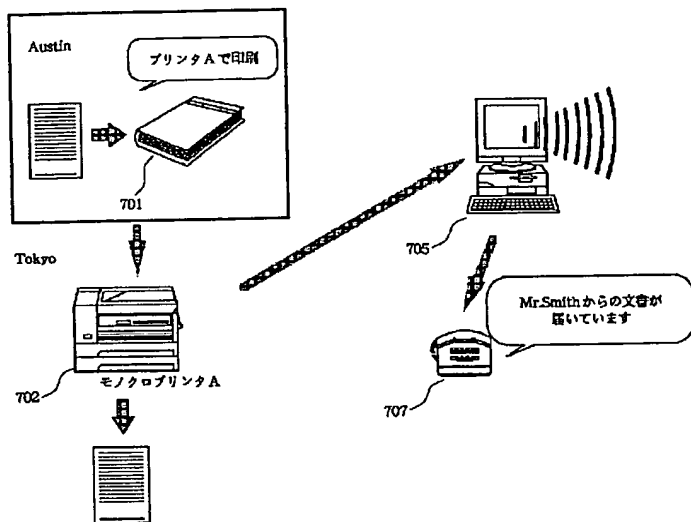 Austin
プリンタAで印刷
701
Tokyo
705
Mr.Smithからの文書が
届いています
モノクロプリンタA
702
707